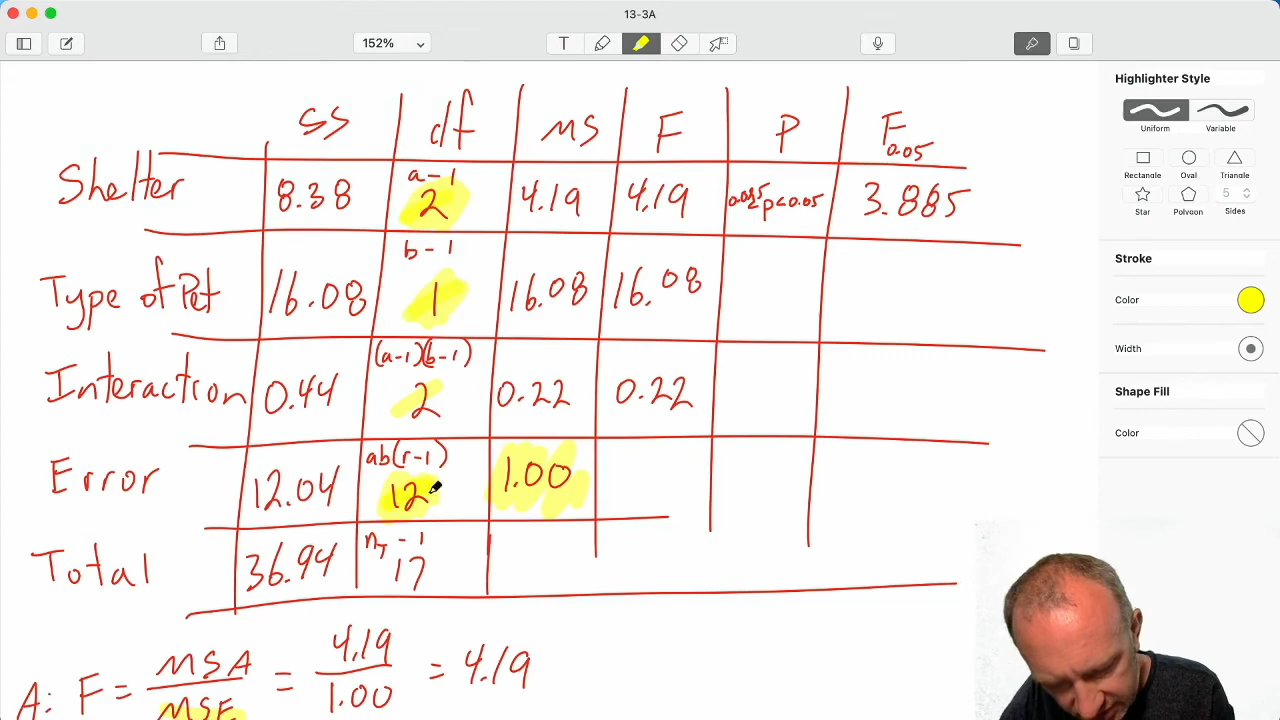 13-3A
152%
T
Highlighter Style
Uniform Variable
Rectangle Oval Triangle
Star Polygon 5 Sides
Stroke
Color
Width
Shape Fill
Color
SS df MS F P F0.05
a-1
Shelter 8.38 2 4.19 4.19 0.025<p<0.05 3.885
b-1
Type of Pet 16.08 1 16.08 16.08
(a-1)(b-1)
Interaction 0.44 2 0.22 0.22
ab(r-1)
Error 12.04 12 1.00
nT-1
Total 36.94 17
A: F = MSA/MSE = 4.19/1.00 = 4.19